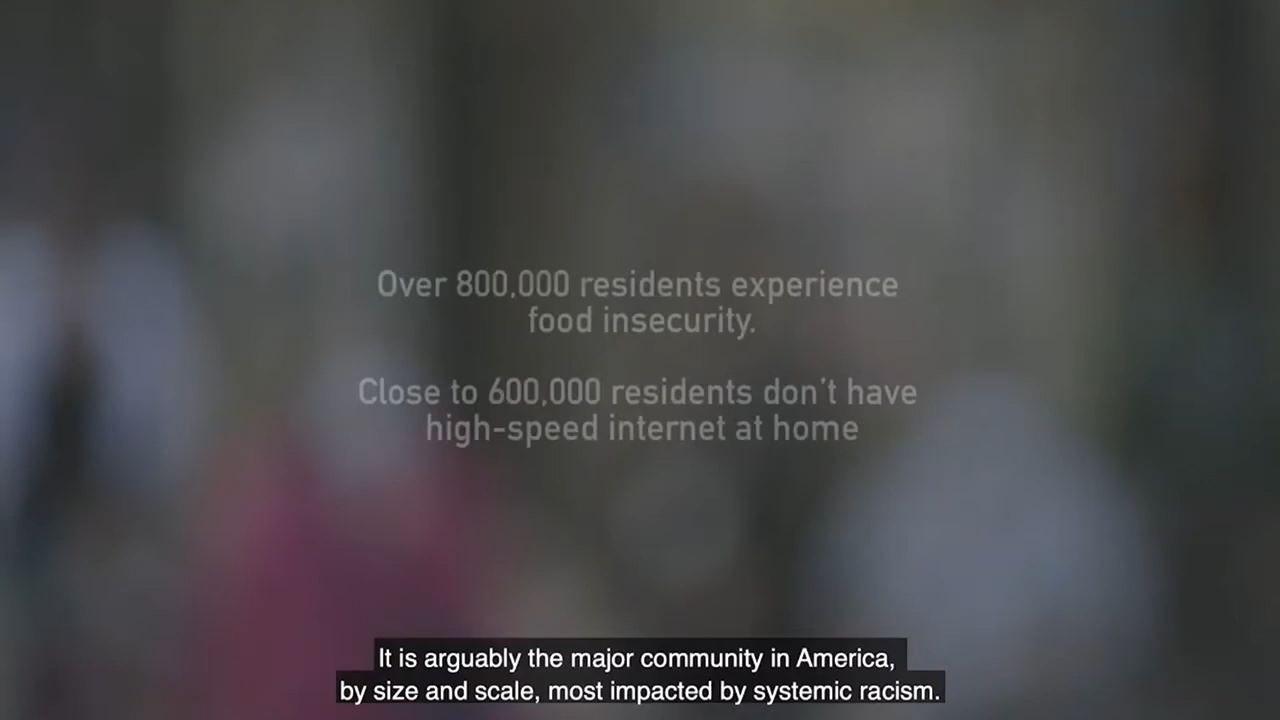 Over 800,000 residents experience
food insecurity.
Close to 600,000 residents don't have
high-speed internet at home
It is arguably the major community in America,
by size and scale, most impacted by systemic racism.